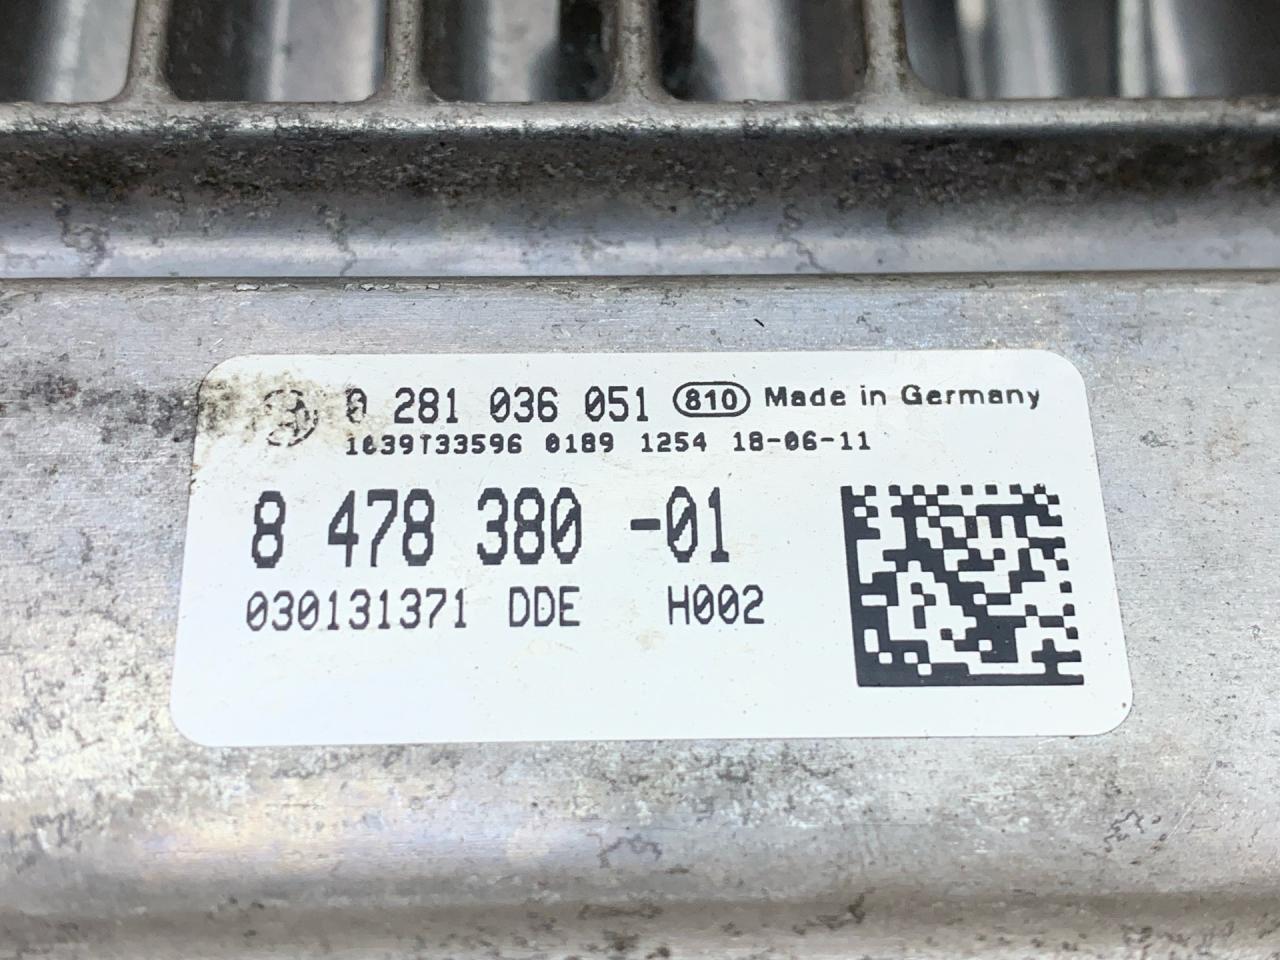 0 281 036 051 810 Made in Germany
1039T33596 0189 1254 18-06-11
8 478 380 -01
030131371 DDE H002